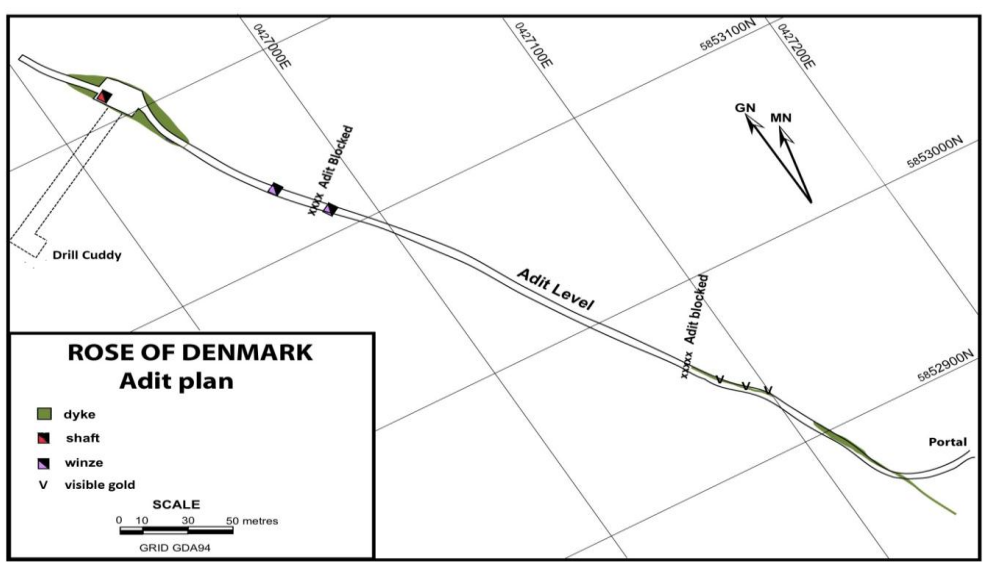 0427000E
0427100E
5853100N
0427200E
GN
MN
xxxx Adit Blocked
5853000N
Drill Cuddy
Adit Level
xxxxx Adit blocked
V V V
5852900N
Portal
ROSE OF DENMARK
Adit plan
dyke
shaft
winze
V visible gold
SCALE
0 10 30 50 metres
GRID GDA94